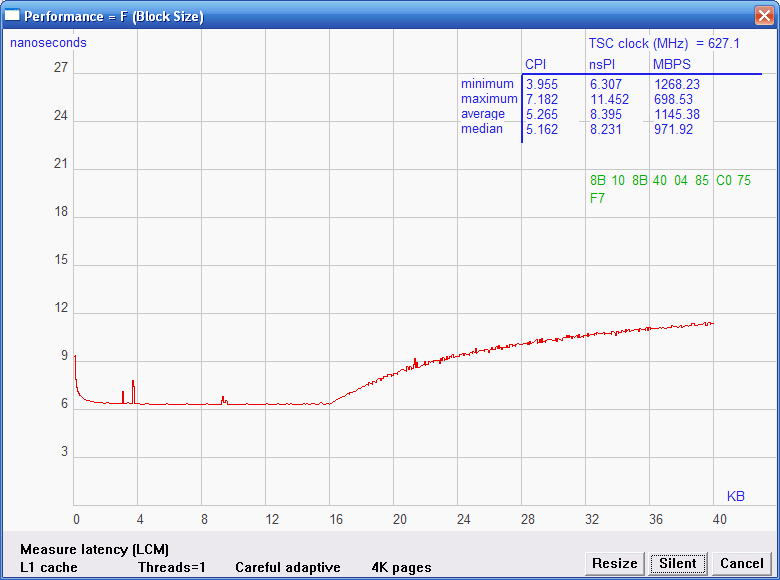 Performance = F (Block Size)
nanoseconds
TSC clock (MHz) = 627.1
CPI nsPI MBPS
minimum 3.955 6.307 1268.23
maximum 7.182 11.452 698.53
average 5.265 8.395 1145.38
median 5.162 8.231 971.92
8B 10 8B 40 04 85 C0 75
F7
27
24
21
18
15
12
9
6
3
KB
0 4 8 12 16 20 24 28 32 36 40
Measure latency (LCM)
L1 cache Threads=1 Careful adaptive 4K pages
Resize Silent Cancel